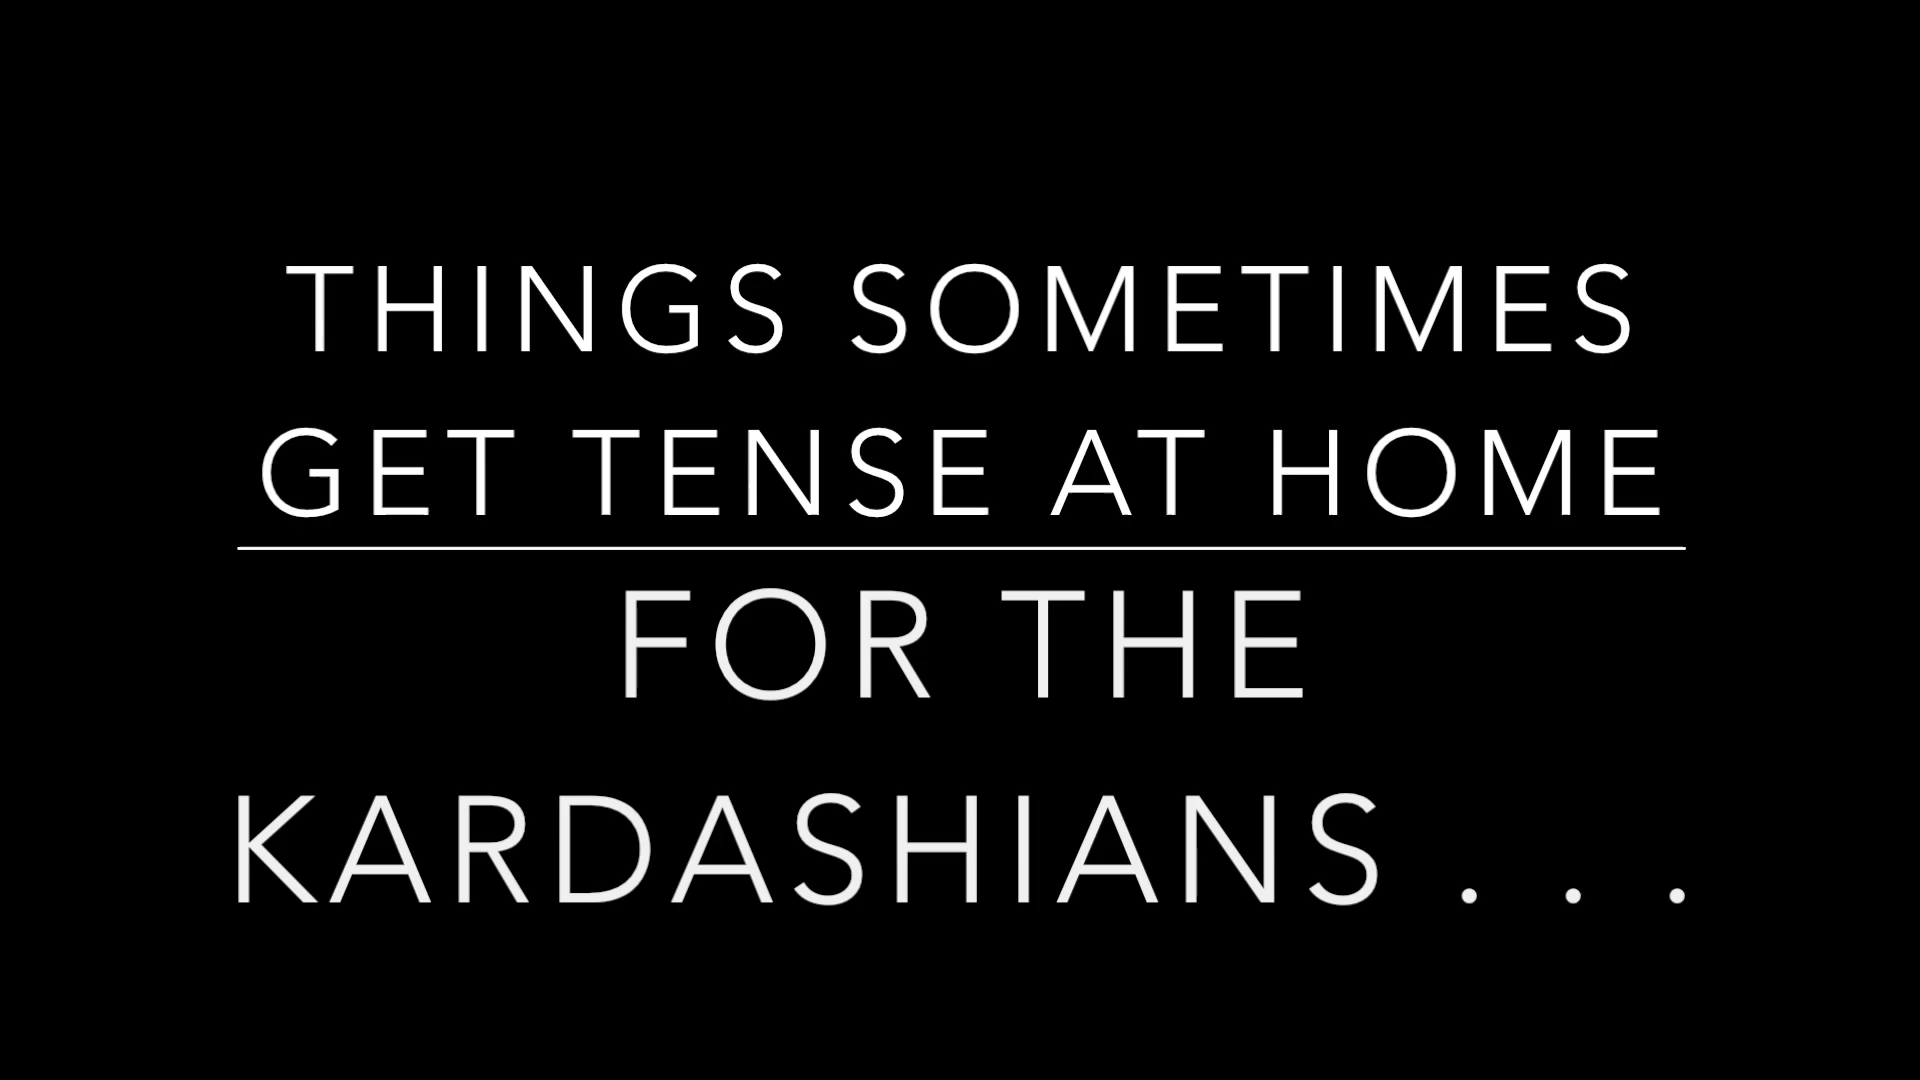 THINGS SOMETIMES
GET TENSE AT HOME
FOR THE
KARDASHIANS . . .